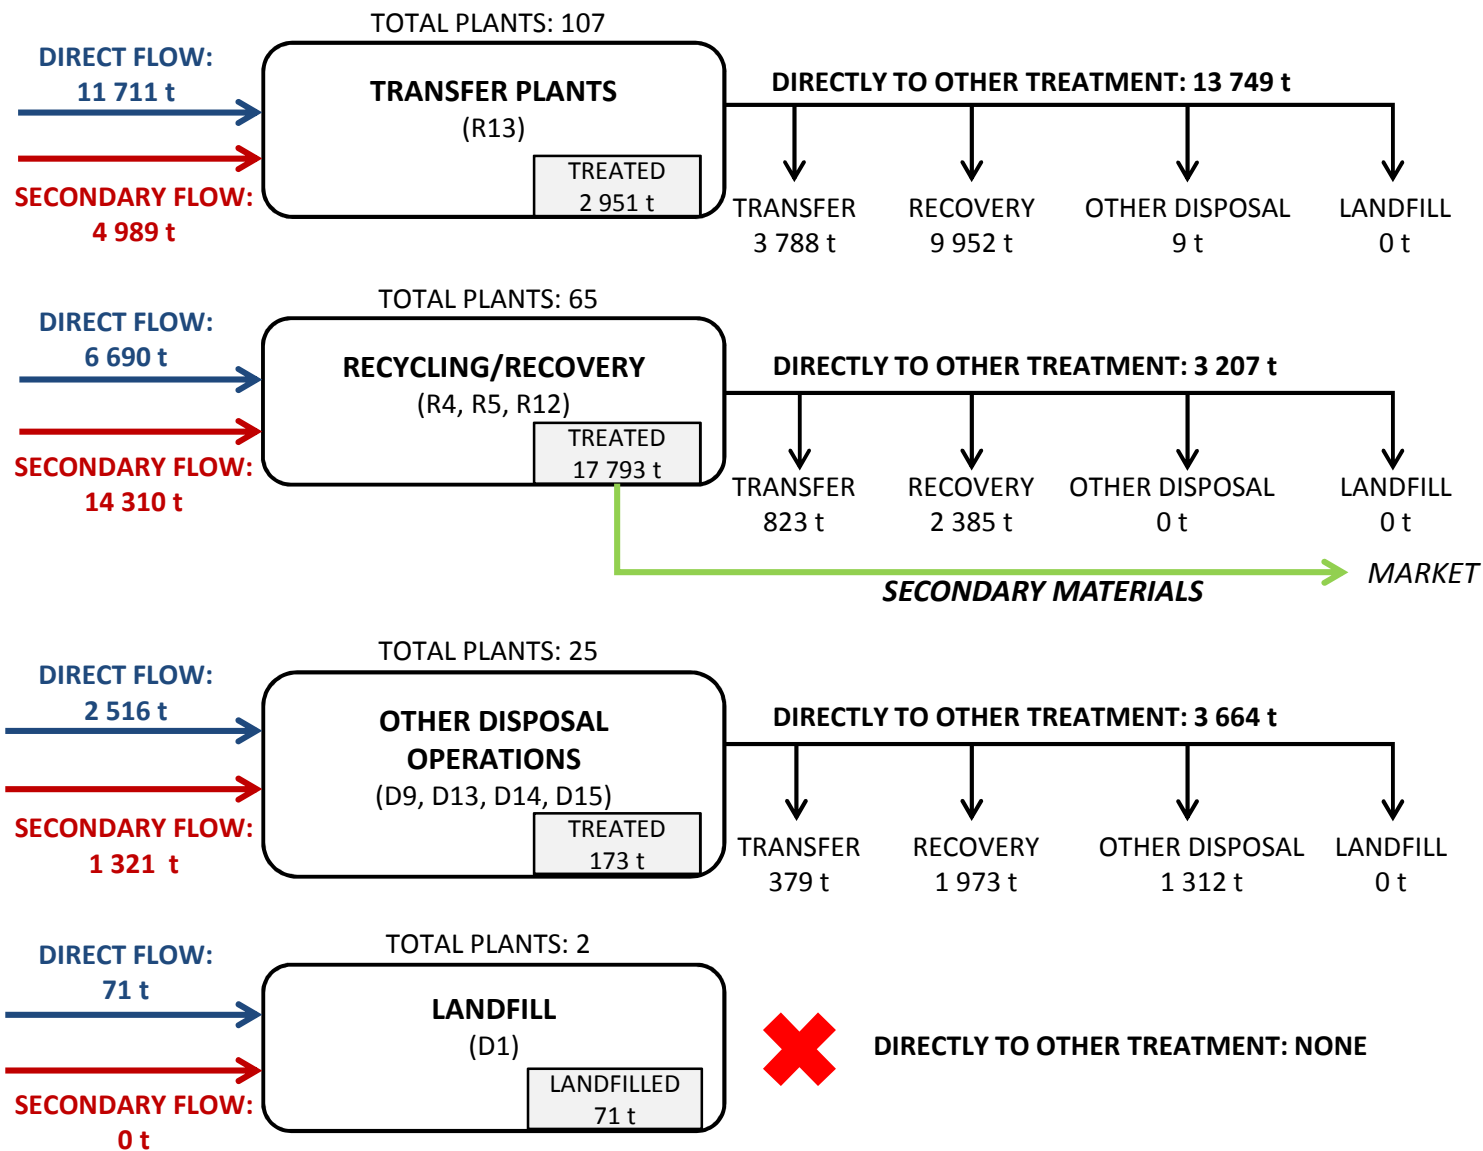 TOTAL PLANTS: 107
DIRECT FLOW:
11 711 t
TRANSFER PLANTS
(R13)
TREATED
2 951 t
SECONDARY FLOW:
4 989 t
DIRECTLY TO OTHER TREATMENT: 13 749 t
TRANSFER
3 788 t
RECOVERY
9 952 t
OTHER DISPOSAL
9 t
LANDFILL
0 t
TOTAL PLANTS: 65
DIRECT FLOW:
6 690 t
RECYCLING/RECOVERY
(R4, R5, R12)
TREATED
17 793 t
SECONDARY FLOW:
14 310 t
DIRECTLY TO OTHER TREATMENT: 3 207 t
TRANSFER
823 t
RECOVERY
2 385 t
OTHER DISPOSAL
0 t
LANDFILL
0 t
SECONDARY MATERIALS
MARKET
TOTAL PLANTS: 25
DIRECT FLOW:
2 516 t
OTHER DISPOSAL
OPERATIONS
(D9, D13, D14, D15)
TREATED
173 t
SECONDARY FLOW:
1 321 t
DIRECTLY TO OTHER TREATMENT: 3 664 t
TRANSFER
379 t
RECOVERY
1 973 t
OTHER DISPOSAL
1 312 t
LANDFILL
0 t
TOTAL PLANTS: 2
DIRECT FLOW:
71 t
LANDFILL
(D1)
LANDFILLED
71 t
SECONDARY FLOW:
0 t
DIRECTLY TO OTHER TREATMENT: NONE